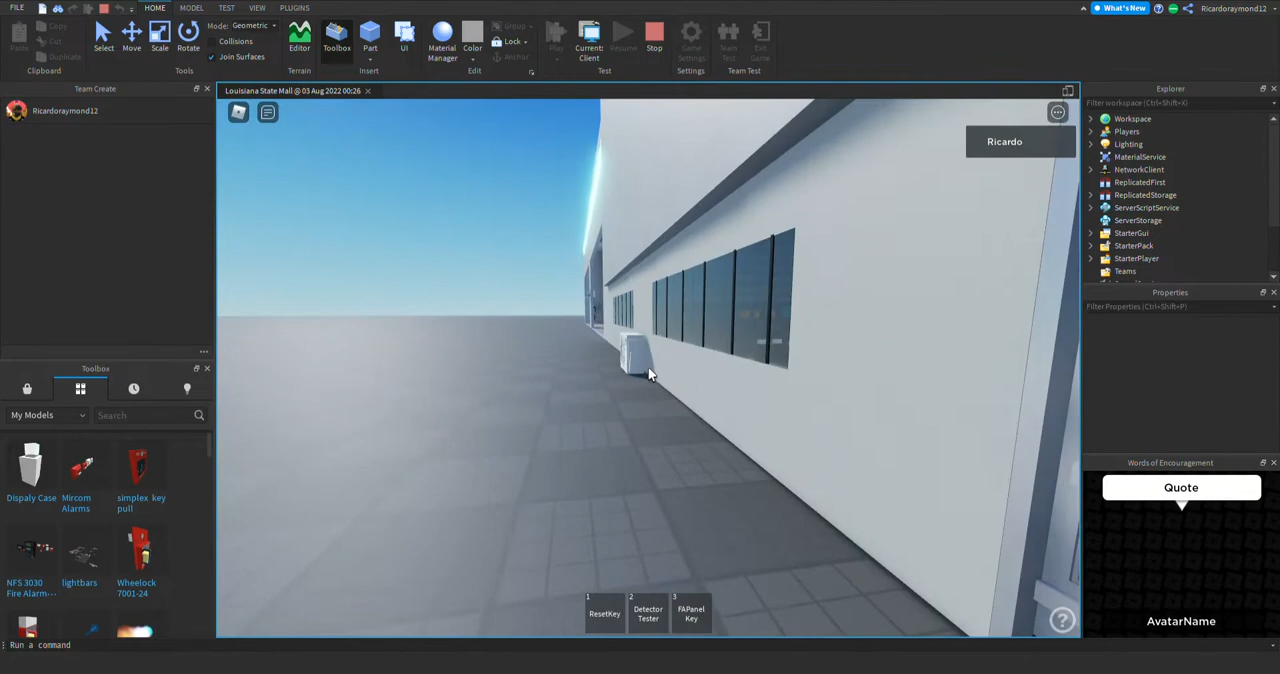 FILE HOME MODEL TEST VIEW PLUGINS What's New Ricardoraymond12
Paste Copy Cut Duplicate Select Move Scale Rotate Mode: Geometric Collisions Join Surfaces Editor Toolbox Part UI Material Manager Color Group Lock Anchor Play Current: Client Resume Stop Game Settings Team Test Exit Game
Clipboard Tools Terrain Insert Edit Test Settings Team Test
Team Create
Ricardoraymond12
Louisiana State Mall @ 03 Aug 2022 00:26
Ricardo
Explorer
Filter workspace (Ctrl+Shift+X)
Workspace
Players
Lighting
MaterialService
NetworkClient
ReplicatedFirst
ReplicatedStorage
ServerScriptService
ServerStorage
StarterGui
StarterPack
StarterPlayer
Teams
Properties
Filter Properties (Ctrl+Shift+P)
Toolbox
My Models Search
Dispaly Case
Mircom Alarms
simplex key pull
NFS 3030 Fire Alarm···
lightbars
Wheelock 7001-24
1 ResetKey
2 Detector Tester
3 FAPanel Key
?
Words of Encouragement
Quote
AvatarName
Run a command